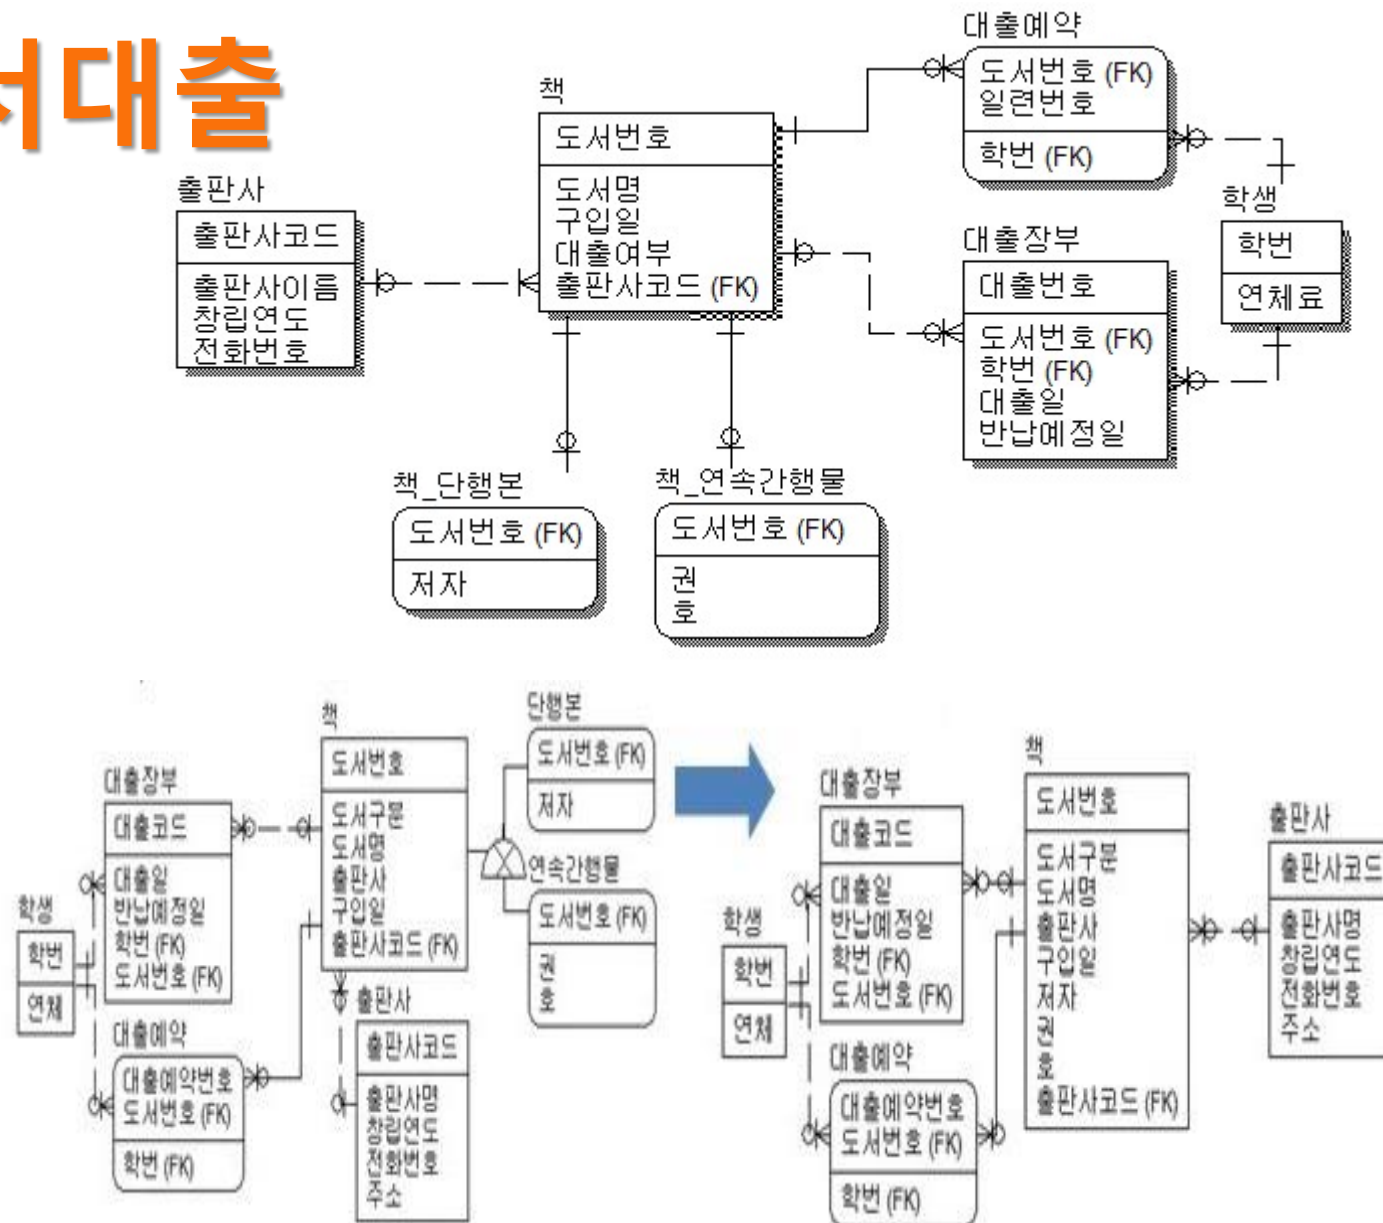 서대출
출판사
출판사코드
출판사이름
창립연도
전화번호
책
도서번호
도서명
구입일
대출여부
출판사코드 (FK)
대출예약
도서번호 (FK)
일련번호
학번 (FK)
대출장부
대출번호
도서번호 (FK)
학번 (FK)
대출일
반납예정일
학생
학번
연체료
책_단행본
도서번호 (FK)
저자
책_연속간행물
도서번호 (FK)
권
호
학생
학번
연체
대출장부
대출코드
대출일
반납예정일
학번 (FK)
도서번호 (FK)
대출예약
대출예약번호
도서번호 (FK)
학번 (FK)
책
도서번호
도서구분
도서명
출판사
구입일
출판사코드 (FK)
출판사
출판사코드
출판사명
창립연도
전화번호
주소
단행본
도서번호 (FK)
저자
연속간행물
도서번호 (FK)
권
호
학생
학번
연체
대출장부
대출코드
대출일
반납예정일
학번 (FK)
도서번호 (FK)
대출예약
대출예약번호
도서번호 (FK)
학번 (FK)
책
도서번호
도서구분
도서명
출판사
구입일
저자
권
호
출판사코드 (FK)
출판사
출판사코드
출판사명
창립연도
전화번호
주소